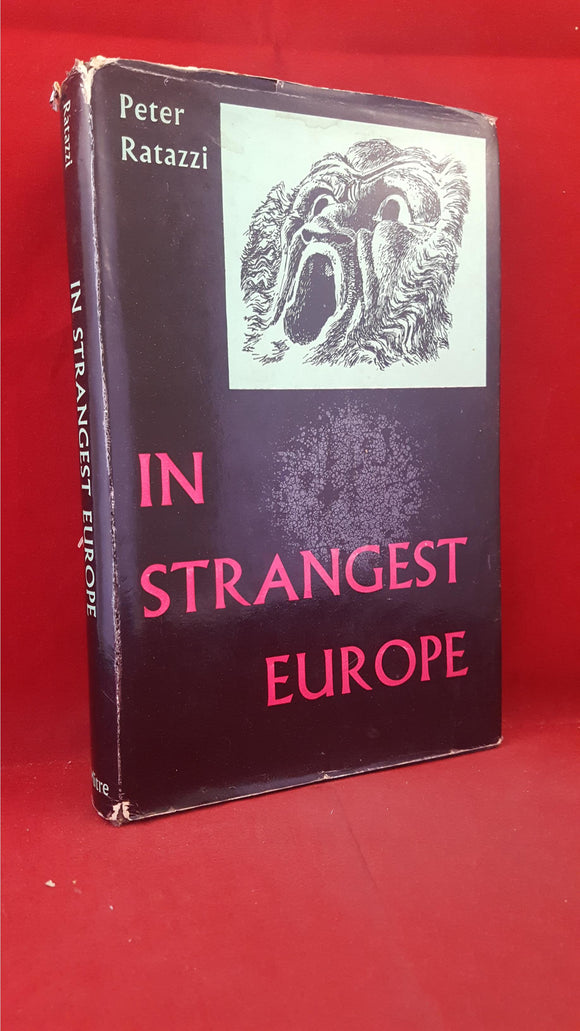 Peter
Ratazzi
IN
STRANGEST
EUROPE
Ratazzi
IN STRANGEST EUROPE